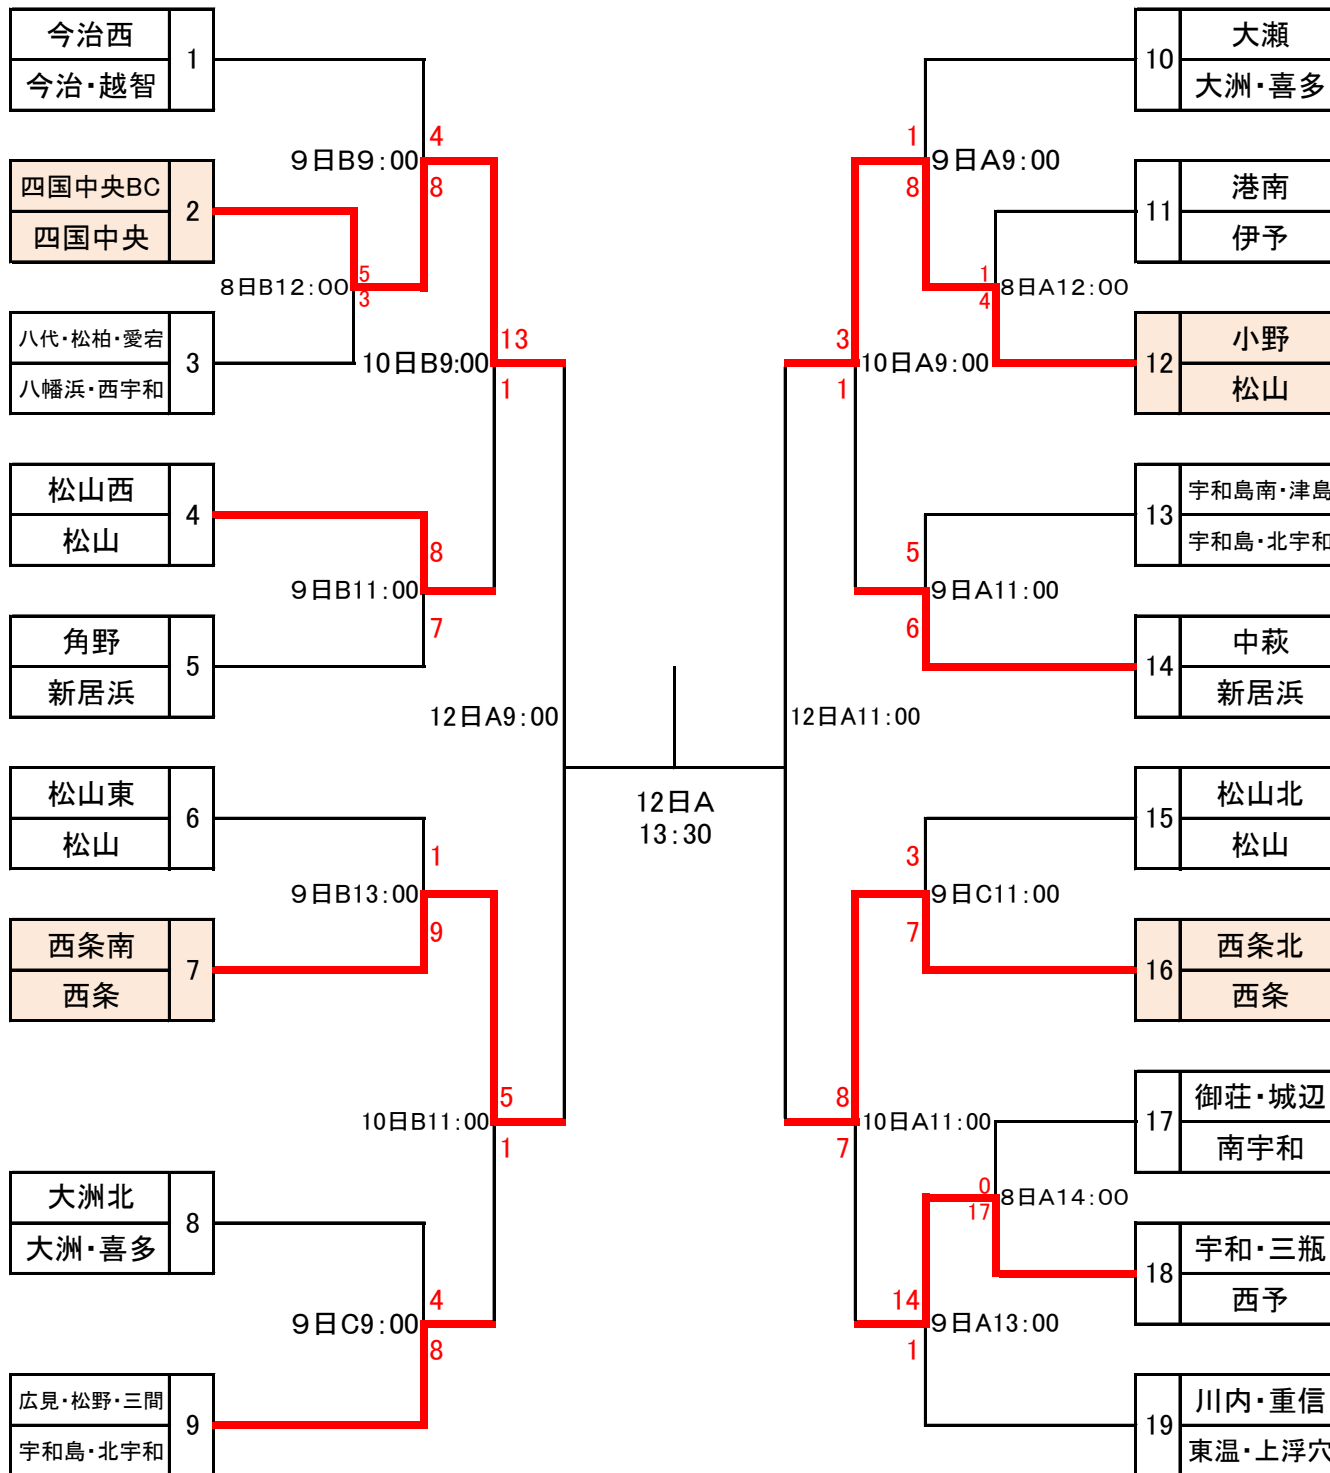 今治西
1
今治・越智
4
9日B9:00
8
四国中央BC
2
四国中央
8日B12:00
5
3
八代・松柏・愛宕
3
八幡浜・西宇和
13
10日B9:00
1
松山西
4
松山
8
9日B11:00
7
角野
5
新居浜
12日A9:00
松山東
6
松山
1
9日B13:00
9
西条南
7
西条
5
10日B11:00
1
大洲北
8
大洲・喜多
4
9日C9:00
8
広見・松野・三間
9
宇和島・北宇和
12日A
13:30
大瀬
10
大洲・喜多
1
9日A9:00
8
港南
11
伊予
1
8日A12:00
4
小野
12
松山
3
10日A9:00
1
宇和島南・津島
13
宇和島・北宇和
5
9日A11:00
6
中萩
14
新居浜
12日A11:00
松山北
15
松山
3
9日C11:00
7
西条北
16
西条
8
10日A11:00
7
御荘・城辺
17
南宇和
0
8日A14:00
17
宇和・三瓶
18
西予
14
9日A13:00
1
川内・重信
19
東温・上浮穴